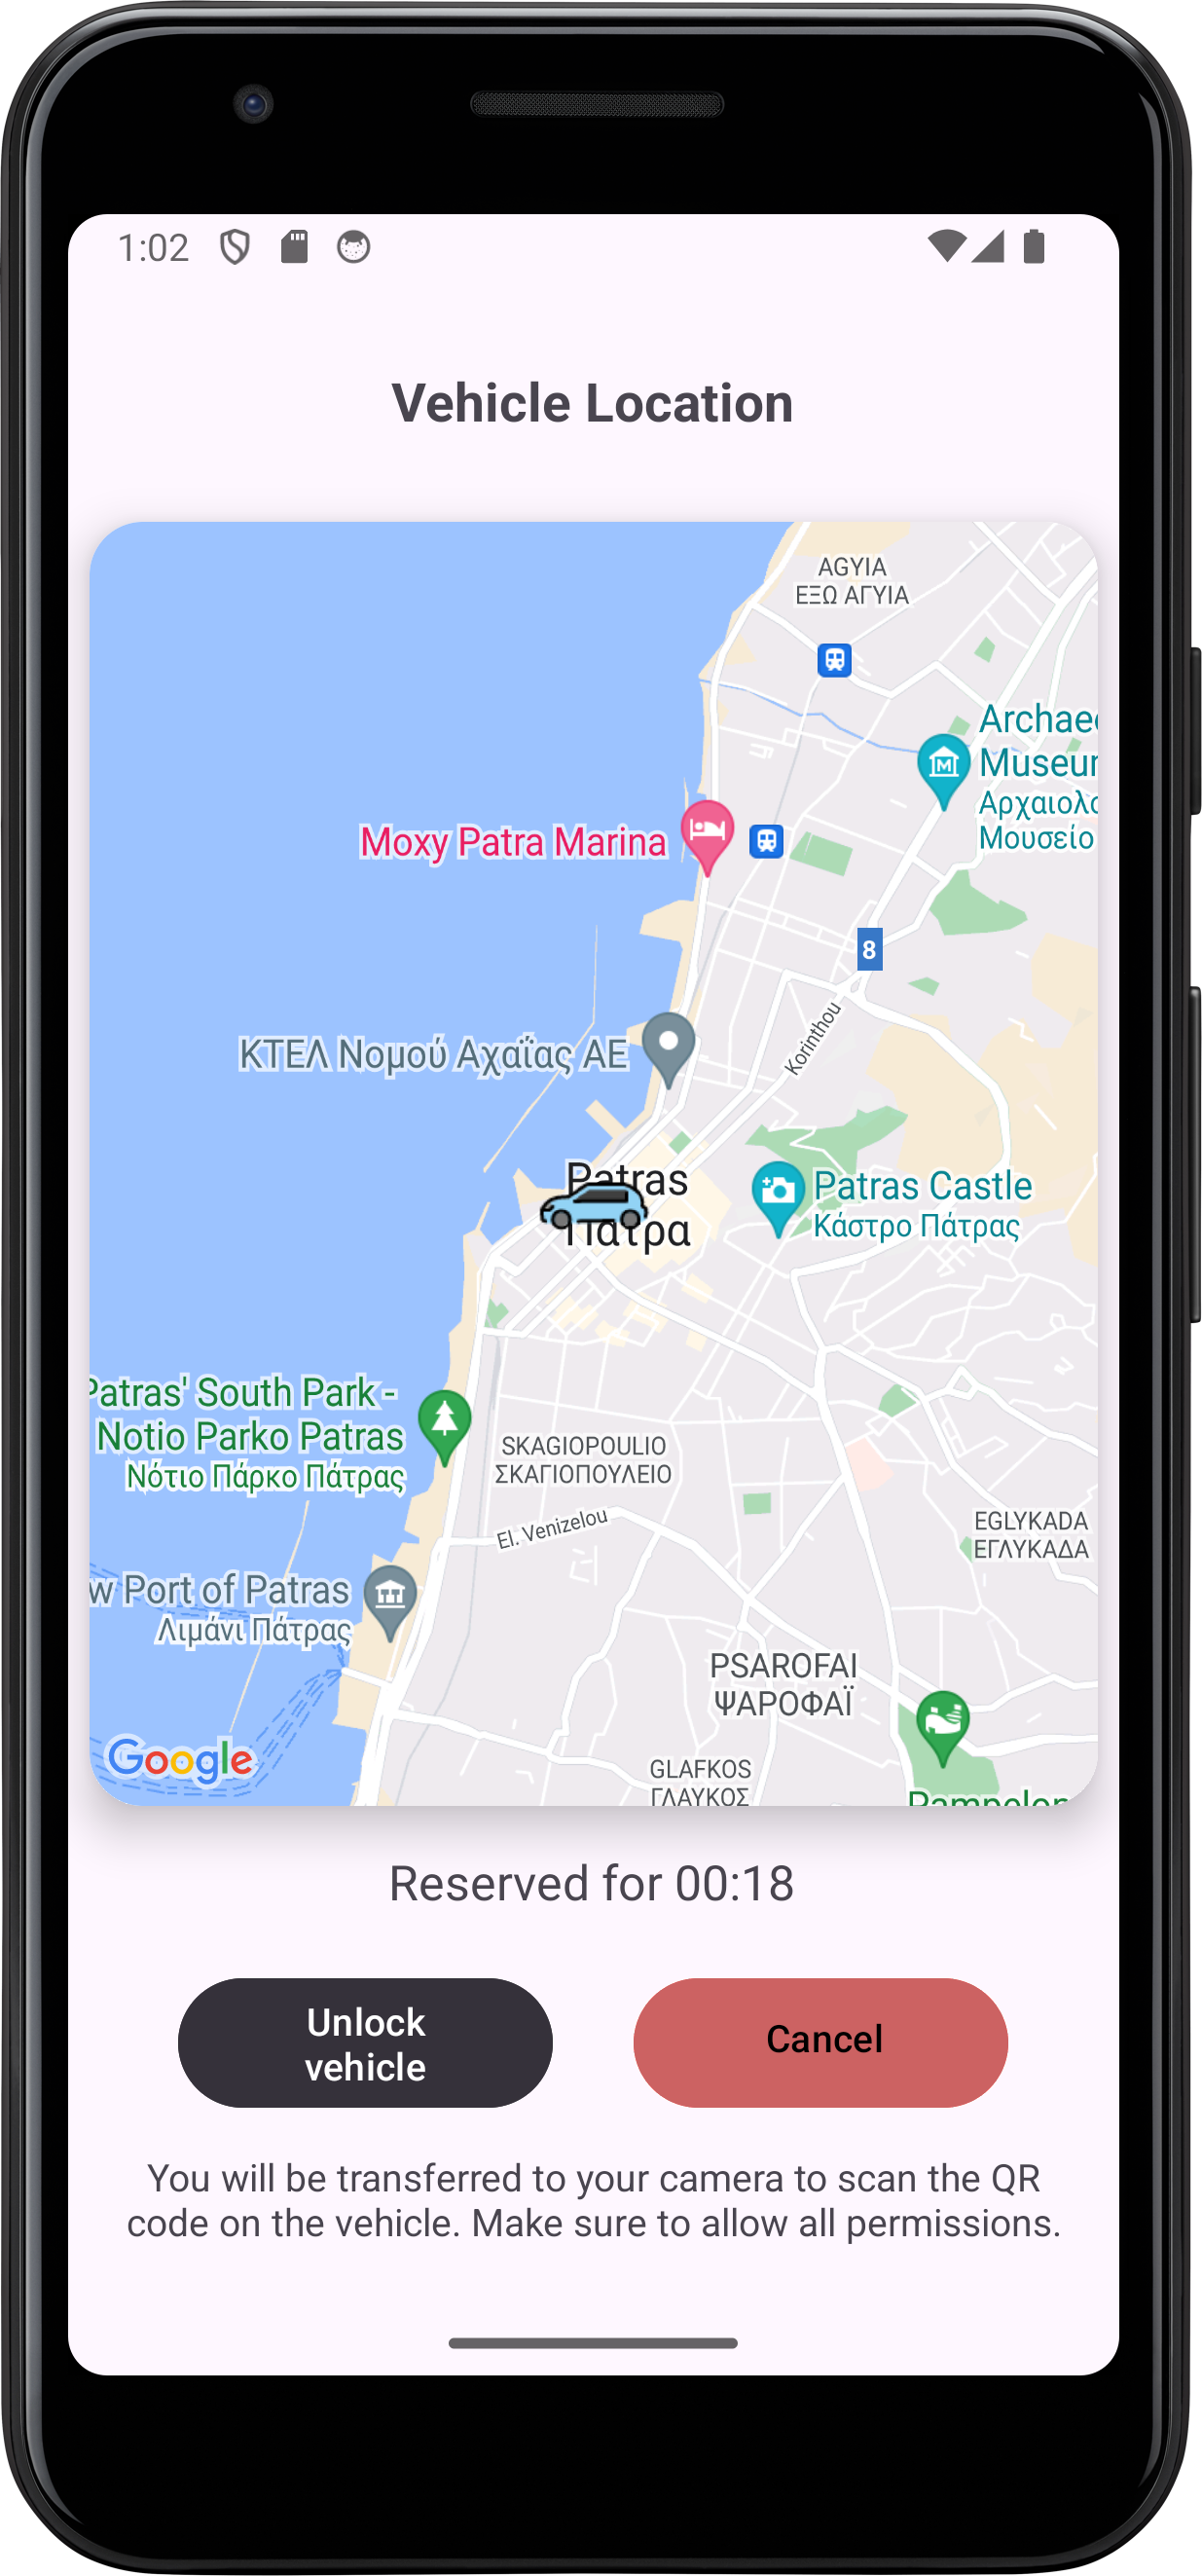 1:02
Vehicle Location
AGYIA
ΕΞΩ ΑΓΥΙΑ
Archaeo
Museum
Αρχαιολο
Μουσείο
Moxy Patra Marina
8
Korinthou
ΚΤΕΛ Νομού Αχαΐας ΑΕ
Patras
Πάτρα
Patras Castle
Κάστρο Πάτρας
Patras' South Park -
Notio Parko Patras
Νότιο Πάρκο Πάτρας
SKAGIOPOULIO
ΣΚΑΓΙΟΠΟΥΛΕΙΟ
El. Venizelou
EGLYKADA
ΕΓΛΥΚΑΔΑ
w Port of Patras
Λιμάνι Πάτρας
PSAROFAI
ΨΑΡΟΦΑΪ
GLAFKOS
ΓΛΑΥΚΟΣ
Pampelon
Google
Reserved for 00:18
Unlock
vehicle
Cancel
You will be transferred to your camera to scan the QR
code on the vehicle. Make sure to allow all permissions.